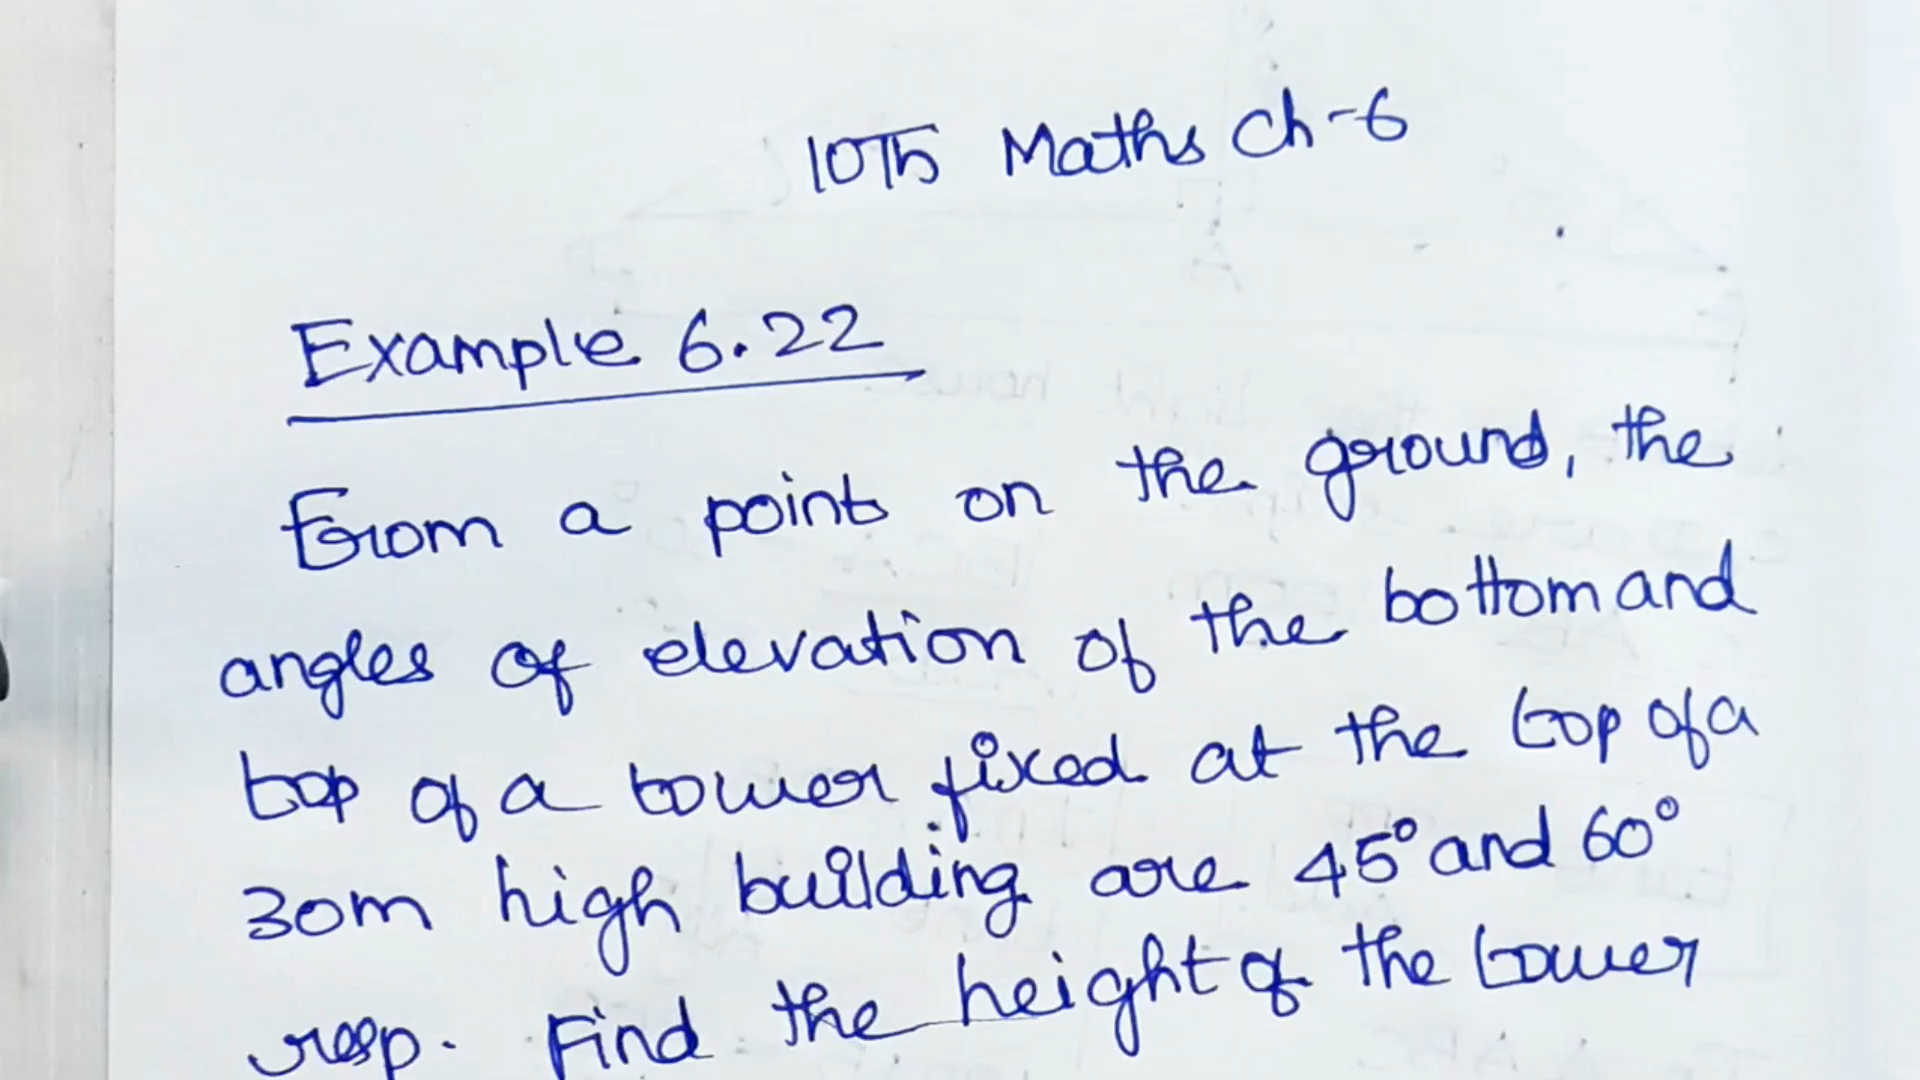 10Th Maths Ch-6
Example 6.22
From a point on the ground, the
angles of elevation of the bottom and
top of a tower fixed at the top of a
30m high building are 45° and 60°
resp. Find the height of the tower